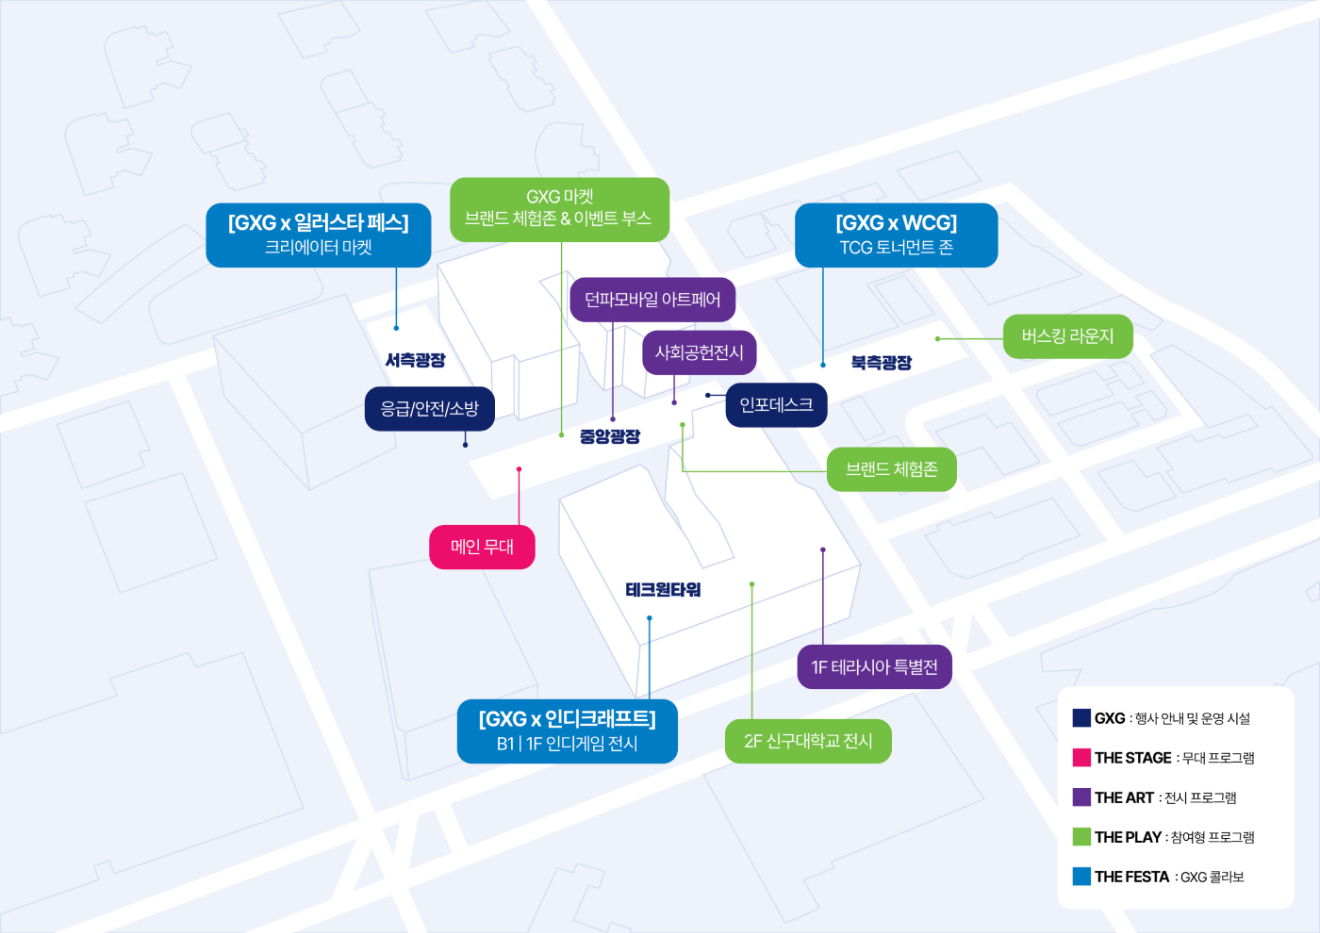 GXG 마켓
브랜드 체험존 & 이벤트 부스
[GXG x 일러스타 페스]
크리에이터 마켓
[GXG x WCG]
TCG 토너먼트 존
던파모바일 아트페어
버스킹 라운지
사회공헌전시
서측광장
북측광장
응급/안전/소방
인포데스크
중앙광장
브랜드 체험존
메인 무대
테크원타워
1F 테라시아 특별전
[GXG x 인디크래프트]
B1 | 1F 인디게임 전시
2F 신구대학교 전시
GXG : 행사 안내 및 운영 시설
THE STAGE : 무대 프로그램
THE ART : 전시 프로그램
THE PLAY : 참여형 프로그램
THE FESTA : GXG 콜라보